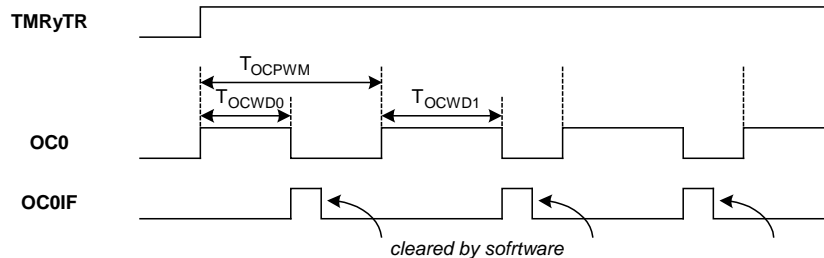 TMRyTR
TOCPWM
TOCWD0 TOCWD1
OC0
OC0IF
cleared by sofrtware